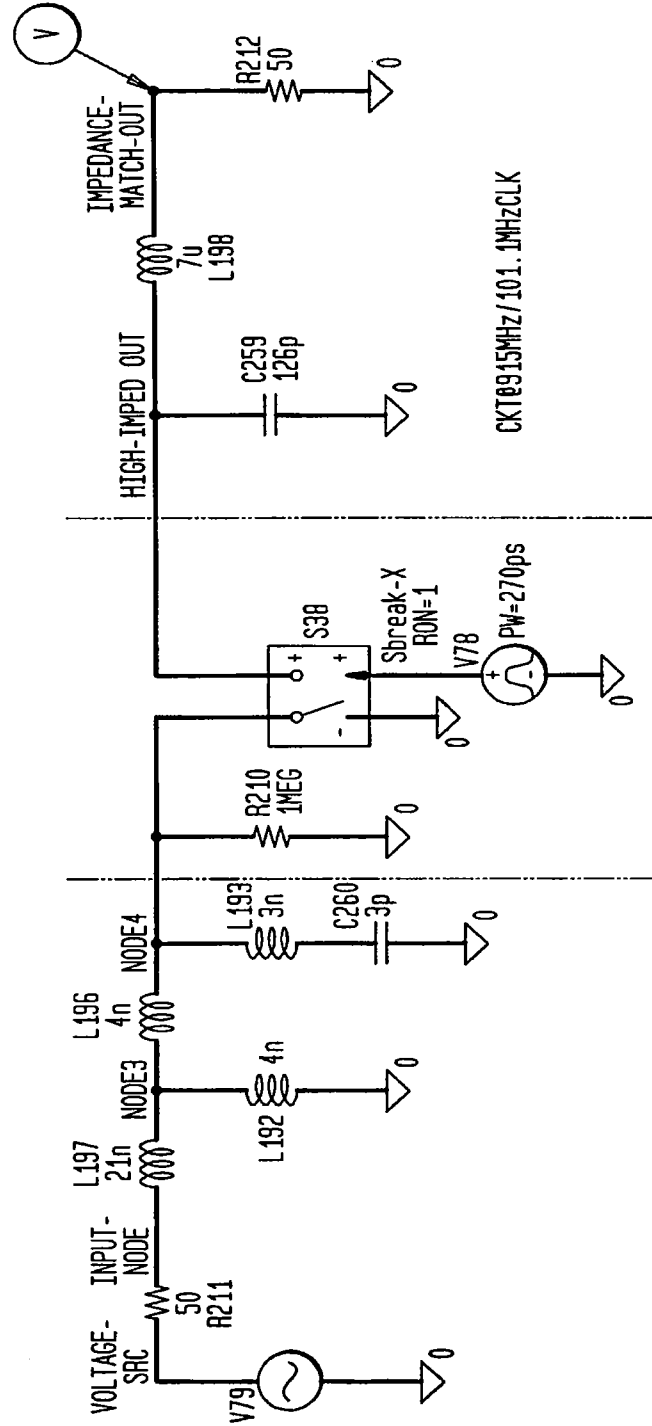 VOLTAGE-
SRC
V79
0
50
R211
INPUT-
NODE
L197
21n
NODE3
L192
4n
0
L196
4n
NODE4
L193
3n
C260
3p
0
R210
1MEG
0
+
-
+
S38
Sbreak-X
RON=1
0
V78
+
-
PW=270ps
0
HIGH-IMPED OUT
C259
126p
0
7u
L198
IMPEDANCE-
MATCH-OUT
V
R212
50
0
CKT@915MHz/101.1MHzCLK